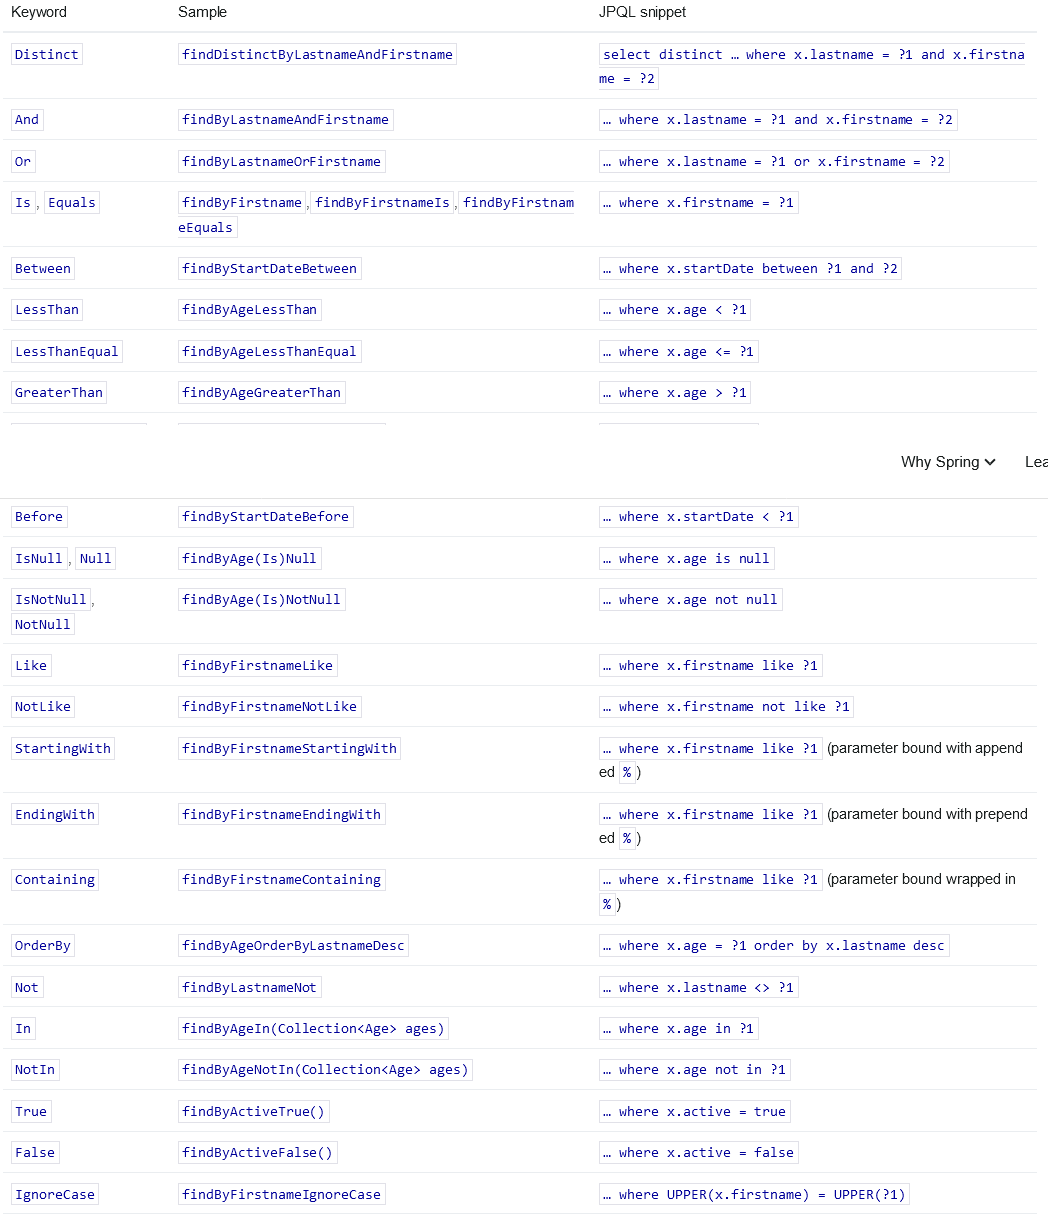 Keyword Sample JPQL snippet
Distinct findDistinctByLastnameAndFirstname select distinct … where x.lastname = ?1 and x.firstna
me = ?2
And findByLastnameAndFirstname … where x.lastname = ?1 and x.firstname = ?2
Or findByLastnameOrFirstname … where x.lastname = ?1 or x.firstname = ?2
Is, Equals findByFirstname, findByFirstnameIs, findByFirstnam … where x.firstname = ?1
eEquals
Between findByStartDateBetween … where x.startDate between ?1 and ?2
LessThan findByAgeLessThan … where x.age < ?1
LessThanEqual findByAgeLessThanEqual … where x.age <= ?1
GreaterThan findByAgeGreaterThan … where x.age > ?1
Why Spring Lea
Before findByStartDateBefore … where x.startDate < ?1
IsNull, Null findByAge(Is)Null … where x.age is null
IsNotNull, findByAge(Is)NotNull … where x.age not null
NotNull
Like findByFirstnameLike … where x.firstname like ?1
NotLike findByFirstnameNotLike … where x.firstname not like ?1
StartingWith findByFirstnameStartingWith … where x.firstname like ?1 (parameter bound with append
ed %)
EndingWith findByFirstnameEndingWith … where x.firstname like ?1 (parameter bound with prepend
ed %)
Containing findByFirstnameContaining … where x.firstname like ?1 (parameter bound wrapped in
%)
OrderBy findByAgeOrderByLastnameDesc … where x.age = ?1 order by x.lastname desc
Not findByLastnameNot … where x.lastname <> ?1
In findByAgeIn(Collection<Age> ages) … where x.age in ?1
NotIn findByAgeNotIn(Collection<Age> ages) … where x.age not in ?1
True findByActiveTrue() … where x.active = true
False findByActiveFalse() … where x.active = false
IgnoreCase findByFirstnameIgnoreCase … where UPPER(x.firstname) = UPPER(?1)